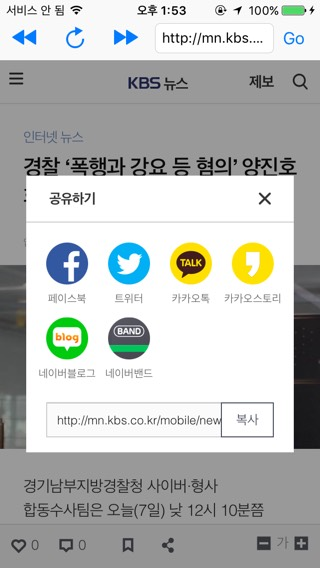 서비스 안 됨 오후 1:53 100%
http://mn.kbs.... Go
KBS 뉴스 제보
인터넷 뉴스
경찰 ‘폭행과 강요 등 혐의’ 양진호
공유하기
TALK
페이스북 트위터 카카오톡 카카오스토리
blog BAND
네이버블로그 네이버밴드
http://mn.kbs.co.kr/mobile/new 복사
경기남부지방경찰청 사이버·형사
합동수사팀은 오늘(7일) 낮 12시 10분쯤
0 0 가